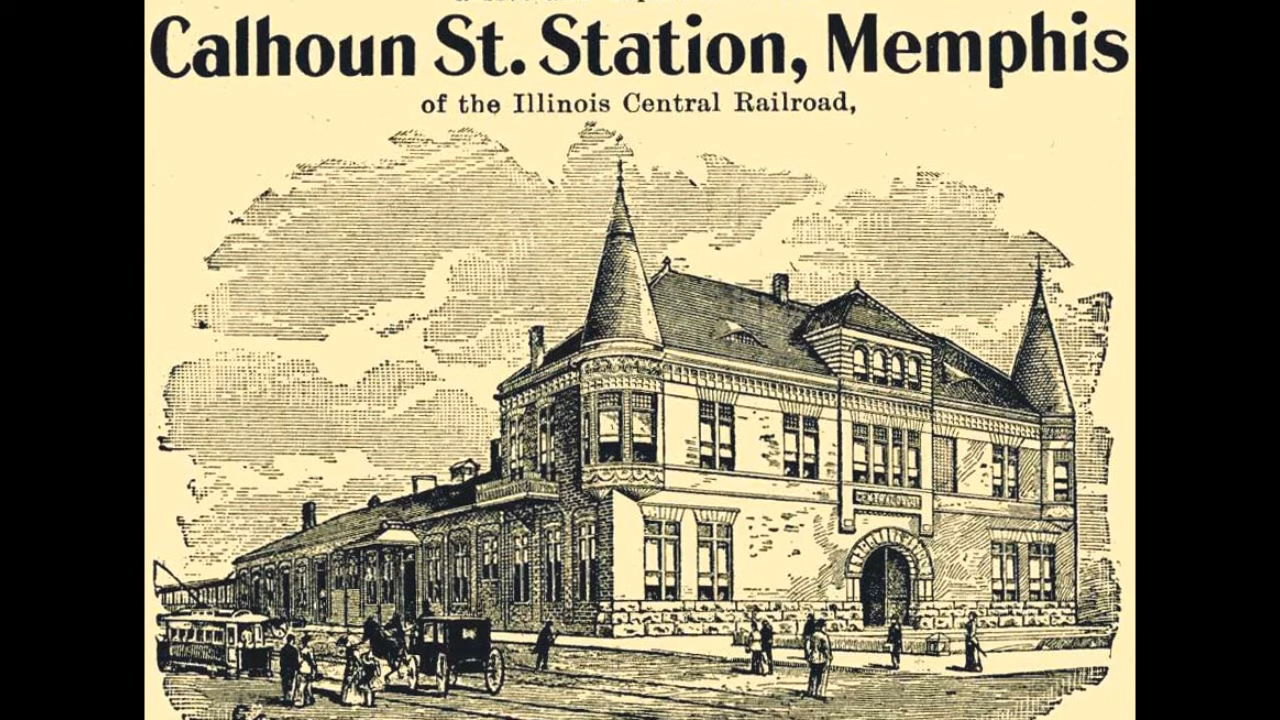 Calhoun St. Station, Memphis
of the Illinois Central Railroad,